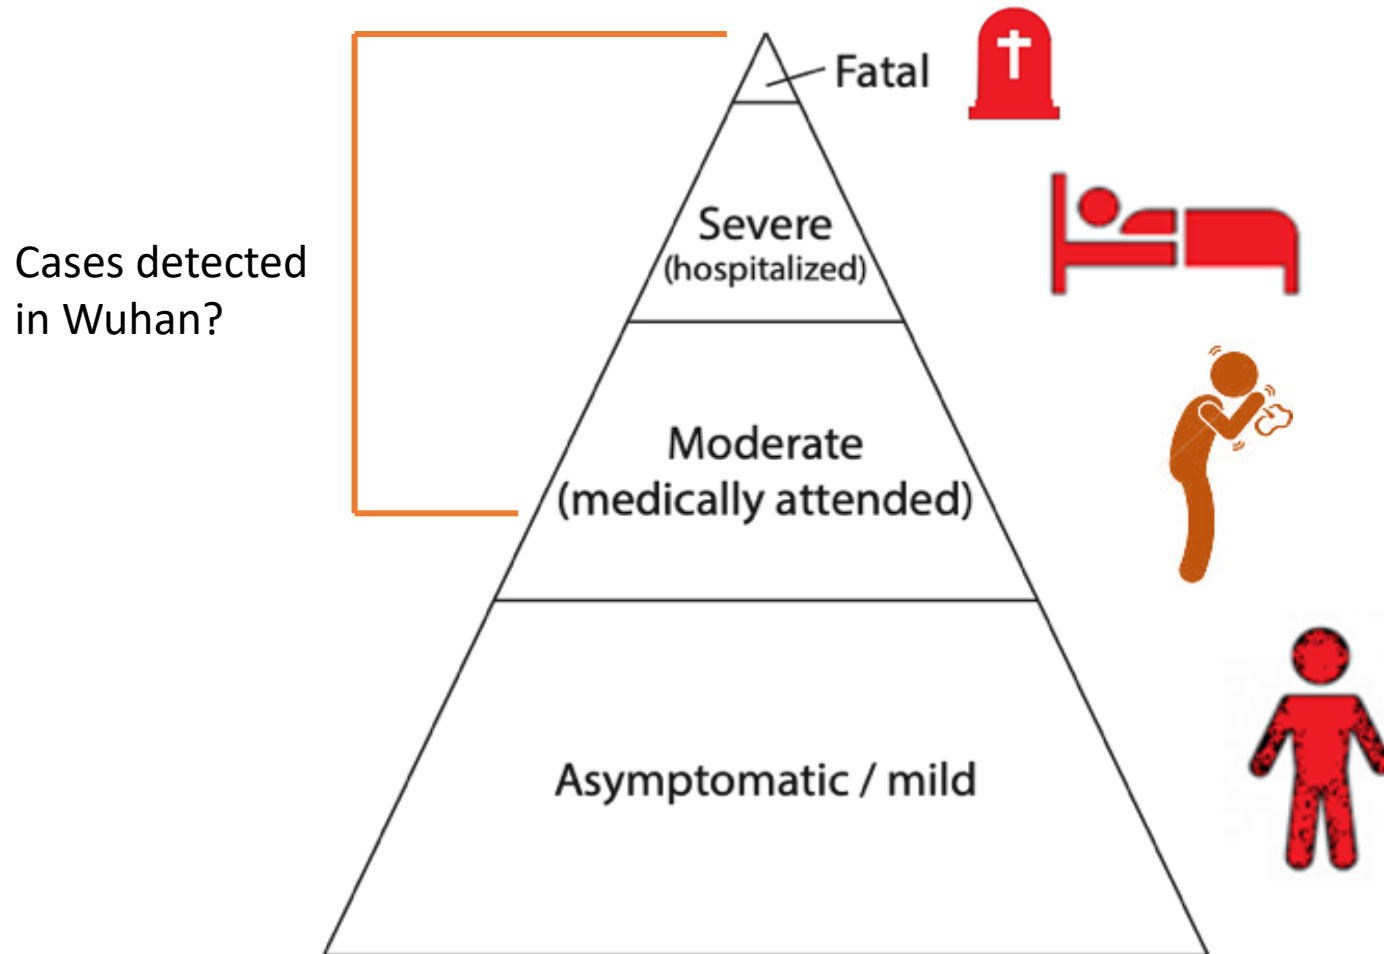 Fatal
Severe
(hospitalized)
Cases detected
in Wuhan?
Moderate
(medically attended)
Asymptomatic / mild